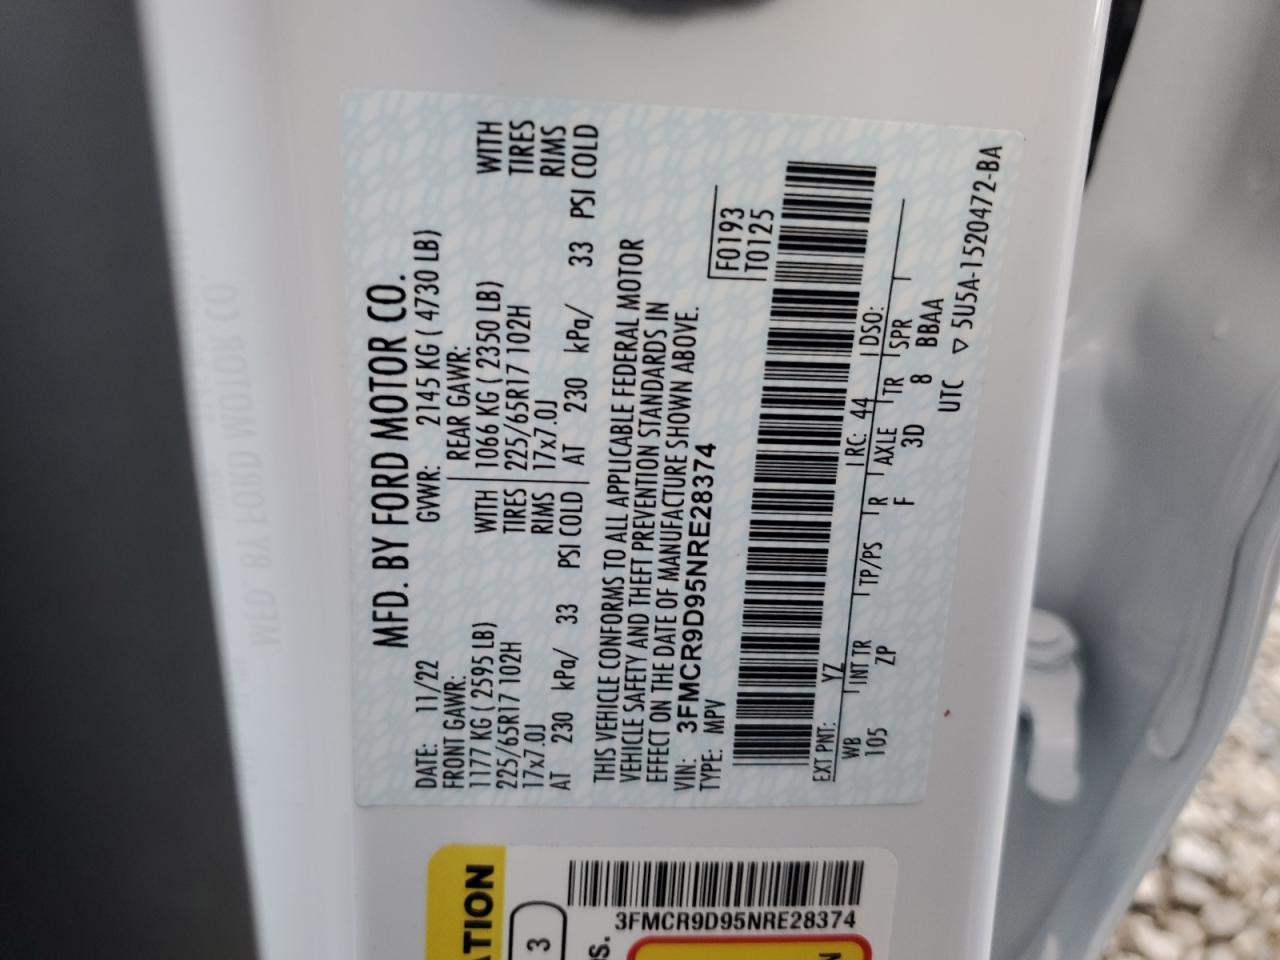 MFD. BY FORD MOTOR CO.
DATE: 11/22 GVWR: 2145 KG ( 4730 LB)
FRONT GAWR: REAR GAWR:
1177 KG ( 2595 LB) WITH 1066 KG ( 2350 LB) WITH
225/65R17 102H TIRES 225/65R17 102H TIRES
17x7.0J RIMS 17x7.0J RIMS
AT 230 kPa/ 33 PSI COLD AT 230 kPa/ 33 PSI COLD
THIS VEHICLE CONFORMS TO ALL APPLICABLE FEDERAL MOTOR
VEHICLE SAFETY AND THEFT PREVENTION STANDARDS IN
EFFECT ON THE DATE OF MANUFACTURE SHOWN ABOVE.
VIN: 3FMCR9D95NRE28374
TYPE: MPV
F0193
T0125
EXT PNT: YZ RC: 44 DSO:
WB INT TR TP/PS R AXLE TR SPR
105 ZP F 3D 8 BBAA
UTC ▽ 5U5A-1520472-BA
ATION
3
3FMCR9D95NRE28374